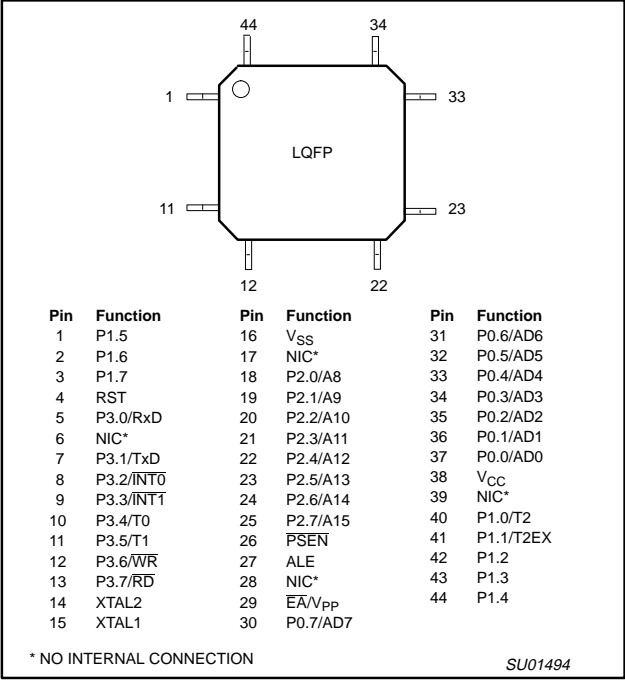 44 34
1 33
LQFP
11 23
12 22
Pin Function Pin Function Pin Function
1 P1.5 16 VSS 31 P0.6/AD6
2 P1.6 17 NIC* 32 P0.5/AD5
3 P1.7 18 P2.0/A8 33 P0.4/AD4
4 RST 19 P2.1/A9 34 P0.3/AD3
5 P3.0/RxD 20 P2.2/A10 35 P0.2/AD2
6 NIC* 21 P2.3/A11 36 P0.1/AD1
7 P3.1/TxD 22 P2.4/A12 37 P0.0/AD0
8 P3.2/I̅N̅T̅0̅ 23 P2.5/A13 38 VCC
9 P3.3/I̅N̅T̅1̅ 24 P2.6/A14 39 NIC*
10 P3.4/T0 25 P2.7/A15 40 P1.0/T2
11 P3.5/T1 26 P̅S̅E̅N̅ 41 P1.1/T2EX
12 P3.6/W̅R̅ 27 ALE 42 P1.2
13 P3.7/R̅D̅ 28 NIC* 43 P1.3
14 XTAL2 29 E̅A̅/VPP 44 P1.4
15 XTAL1 30 P0.7/AD7
* NO INTERNAL CONNECTION
SU01494